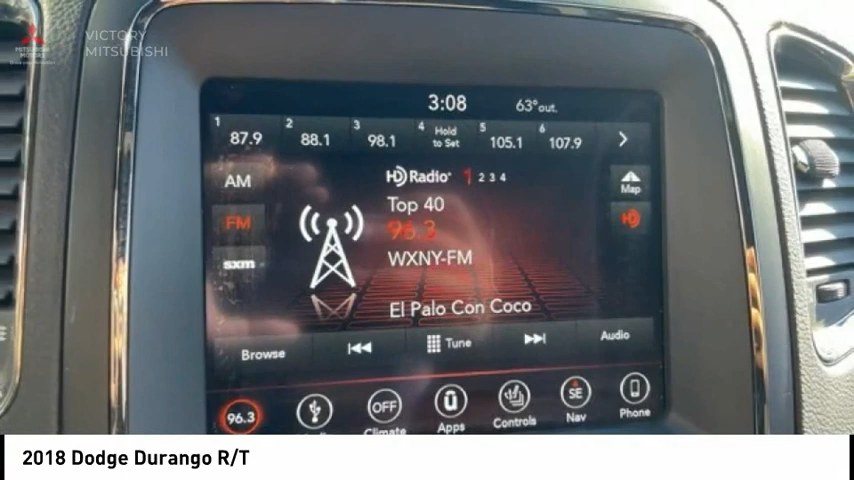 MITSUBISHI
MOTORS
VICTORY
MITSUBISHI
3:08 63°out.
1 87.9 2 88.1 3 98.1 4 Hold to Set 5 105.1 6 107.9 >
AM HD Radio 1 2 3 4 Map
Top 40
FM 96.3 HD
WXNY-FM
sxm
El Palo Con Coco
Browse Tune Audio
96.3 OFF Climate Apps Controls SE Nav Phone
2018 Dodge Durango R/T